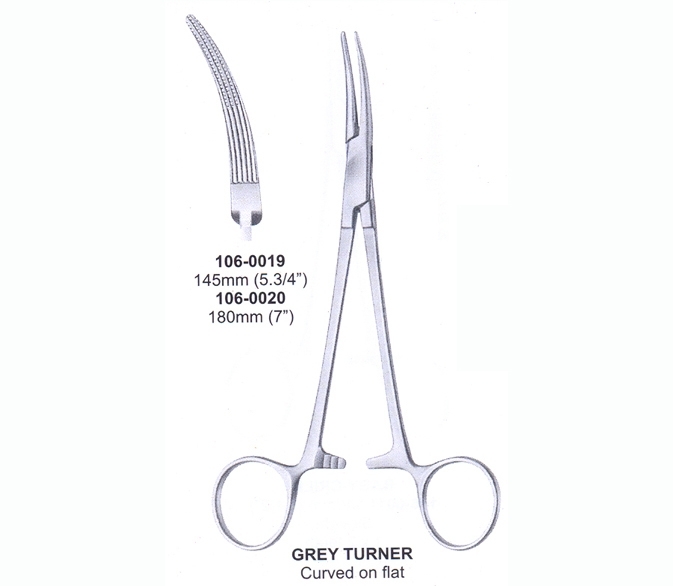 106-0019
145mm (5.3/4”)
106-0020
180mm (7”)
GREY TURNER
Curved on flat